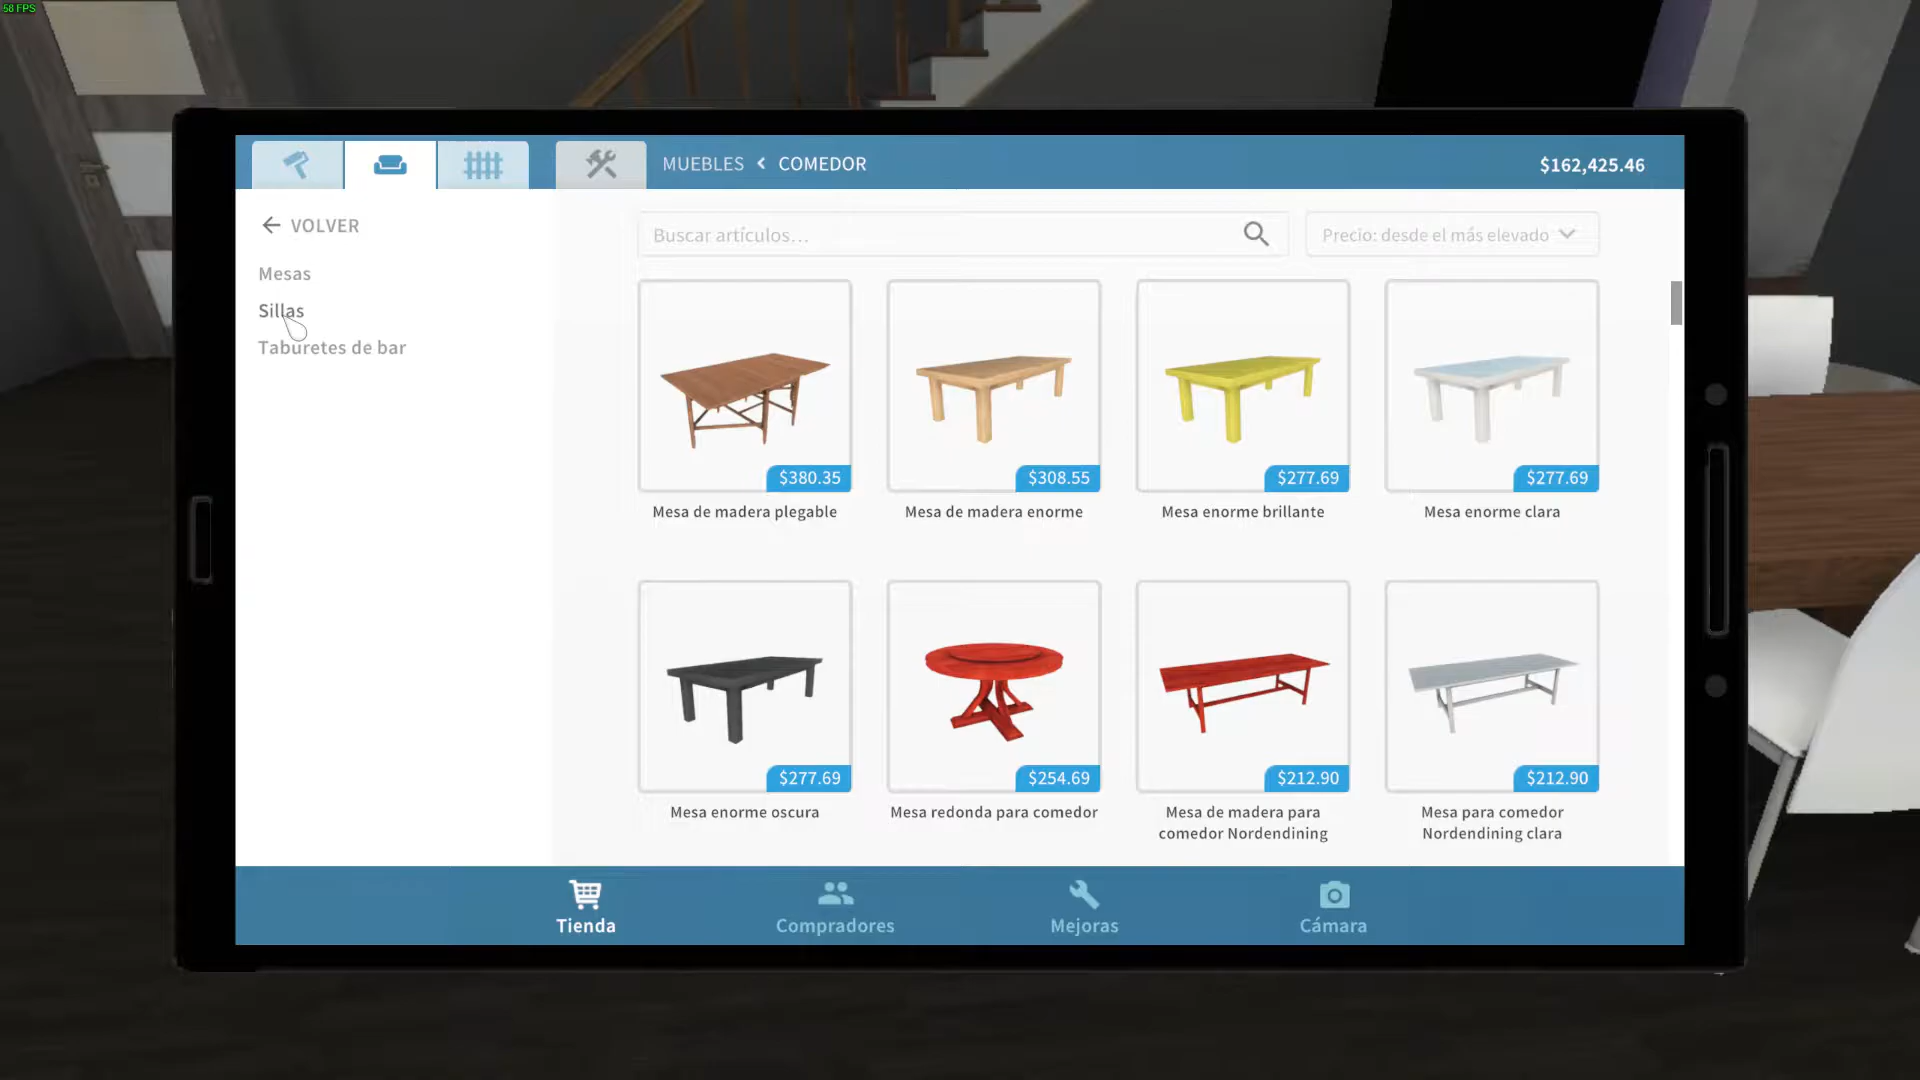 58 FPS
MUEBLES < COMEDOR
$162,425.46
VOLVER
Mesas
Sillas
Taburetes de bar
Buscar artículos...
Precio: desde el más elevado
$380.35
$308.55
$277.69
$277.69
Mesa de madera plegable
Mesa de madera enorme
Mesa enorme brillante
Mesa enorme clara
$277.69
$254.69
$212.90
$212.90
Mesa enorme oscura
Mesa redonda para comedor
Mesa de madera para
comedor Nordendining
Mesa para comedor
Nordendining clara
Tienda
Compradores
Mejoras
Cámara